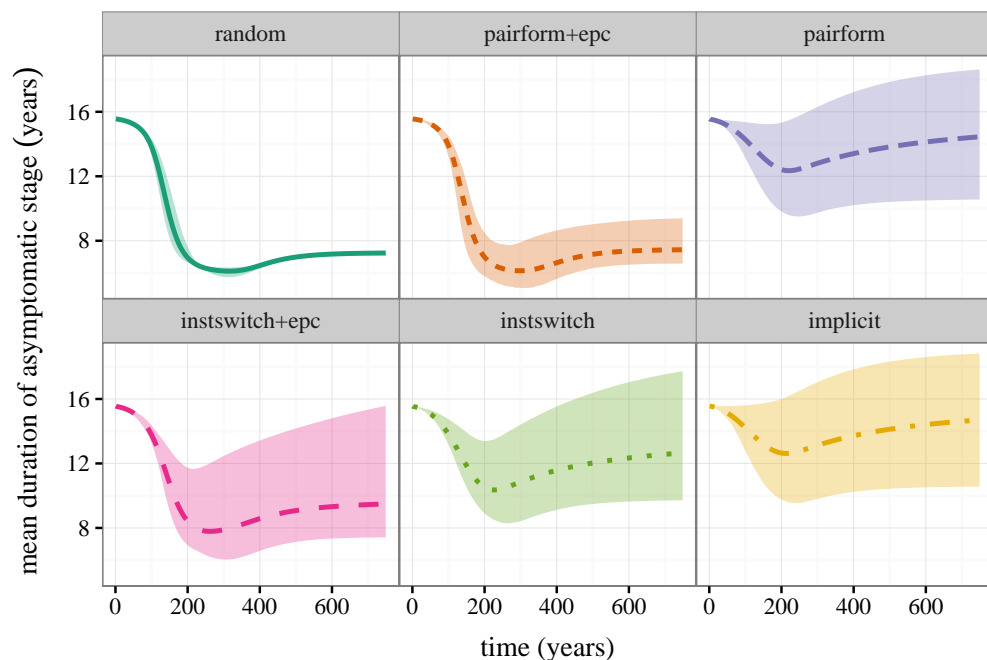 random
pairform+epc
pairform
16
12
8
instswitch+epc
instswitch
implicit
16
12
8
0 200 400 600
0 200 400 600
0 200 400 600
time (years)
mean duration of asymptomatic stage (years)